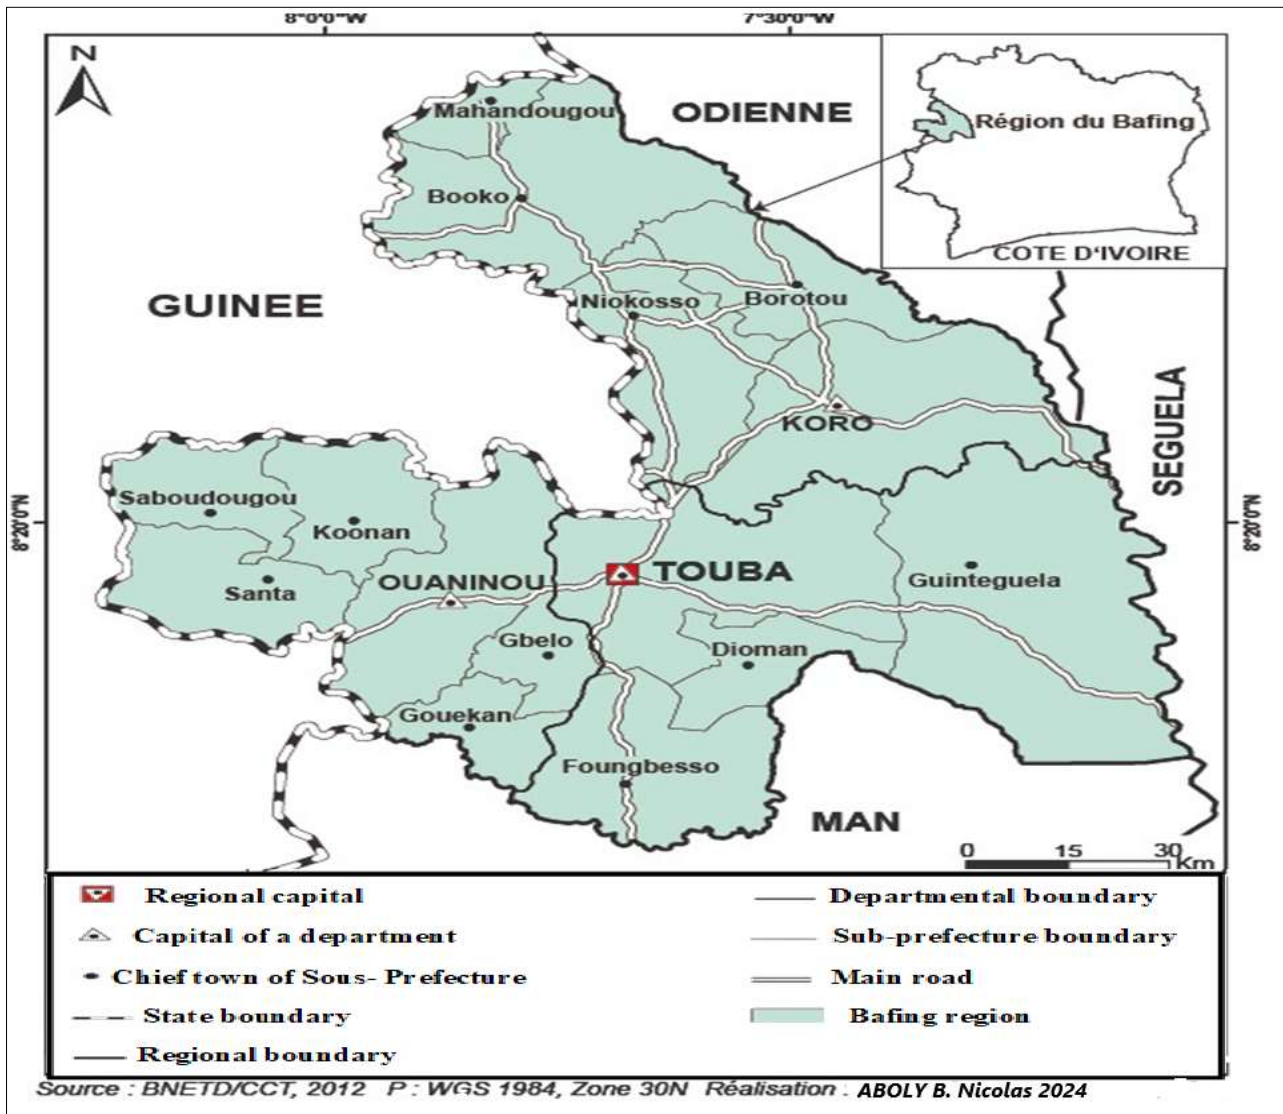 8°0'0"W
7°30'0"W
N
Mahandougou
ODIENNE
Région du Bafing
Booko
COTE D'IVOIRE
GUINEE
Niokosso
Borotou
SEGUELA
KORO
Saboudougou
8°20'0"N
Koonan
8°20'0"N
TOUBA
OUANINOU
Guinteguela
Santa
Gbelo
Dioman
Gouekan
Foungbesso
MAN
0 15 30 Km
Regional capital
Departmental boundary
Capital of a department
Sub-prefecture boundary
Chief town of Sous- Prefecture
Main road
State boundary
Bafing region
Regional boundary
Source : BNETD/CCT, 2012 P : WGS 1984, Zone 30N Réalisation : ABOLY B. Nicolas 2024